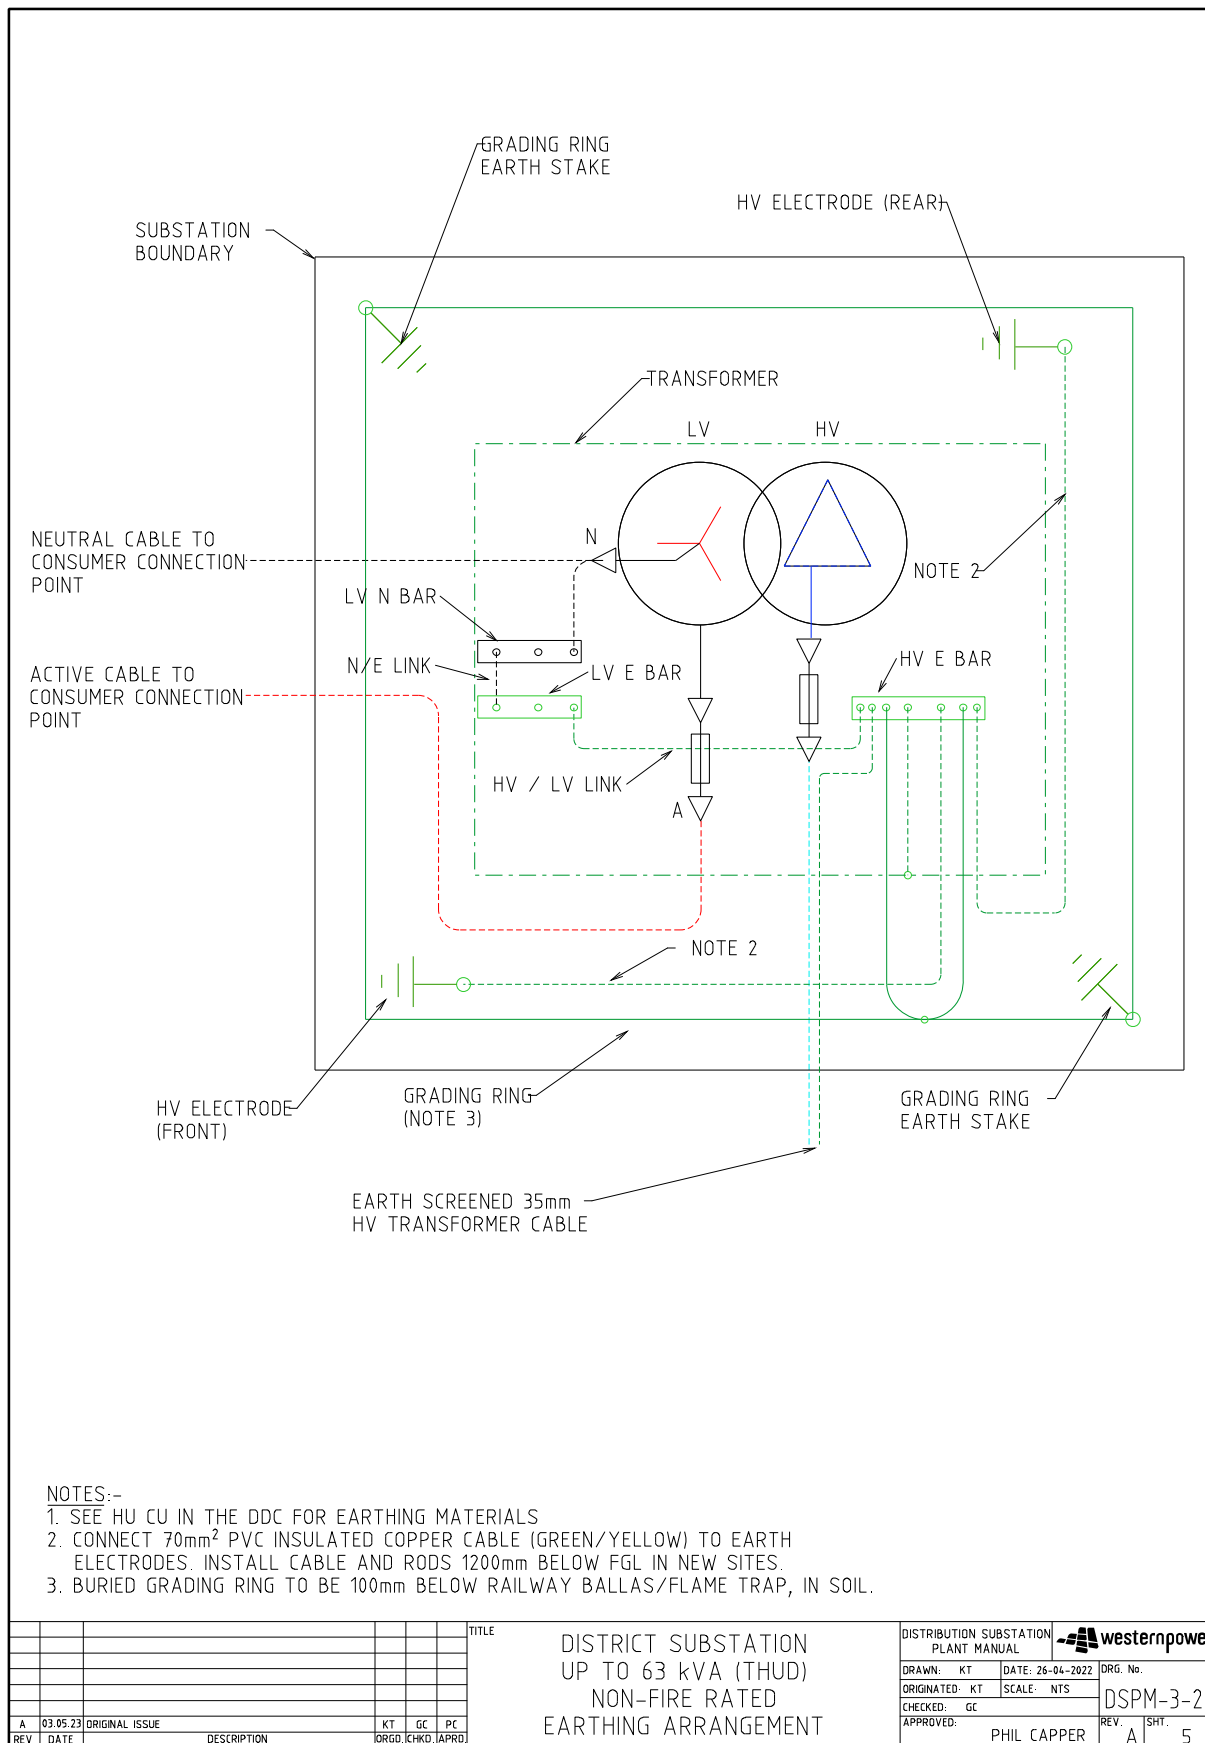 GRADING RING
EARTH STAKE
HV ELECTRODE (REAR)
SUBSTATION
BOUNDARY
TRANSFORMER
LV
HV
N
NEUTRAL CABLE TO
CONSUMER CONNECTION
POINT
NOTE 2
LV N BAR
N/E LINK
LV E BAR
HV E BAR
ACTIVE CABLE TO
CONSUMER CONNECTION
POINT
HV / LV LINK
A
NOTE 2
HV ELECTRODE
(FRONT)
GRADING RING
(NOTE 3)
GRADING RING
EARTH STAKE
EARTH SCREENED 35mm
HV TRANSFORMER CABLE
NOTES:-
1. SEE HU CU IN THE DDC FOR EARTHING MATERIALS
2. CONNECT 70mm² PVC INSULATED COPPER CABLE (GREEN/YELLOW) TO EARTH
ELECTRODES. INSTALL CABLE AND RODS 1200mm BELOW FGL IN NEW SITES.
3. BURIED GRADING RING TO BE 100mm BELOW RAILWAY BALLAS/FLAME TRAP, IN SOIL.
A 03.05.23 ORIGINAL ISSUE KT GC PC
REV DATE DESCRIPTION ORGD. CHKD. APRD.
TITLE
DISTRICT SUBSTATION
UP TO 63 kVA (THUD)
NON-FIRE RATED
EARTHING ARRANGEMENT
DISTRIBUTION SUBSTATION
PLANT MANUAL
westernpowe
DRAWN: KT DATE: 26-04-2022 DRG. No.
ORIGINATED: KT SCALE: NTS
DSPM-3-2
CHECKED: GC
APPROVED:
PHIL CAPPER
REV. A SHT. 5